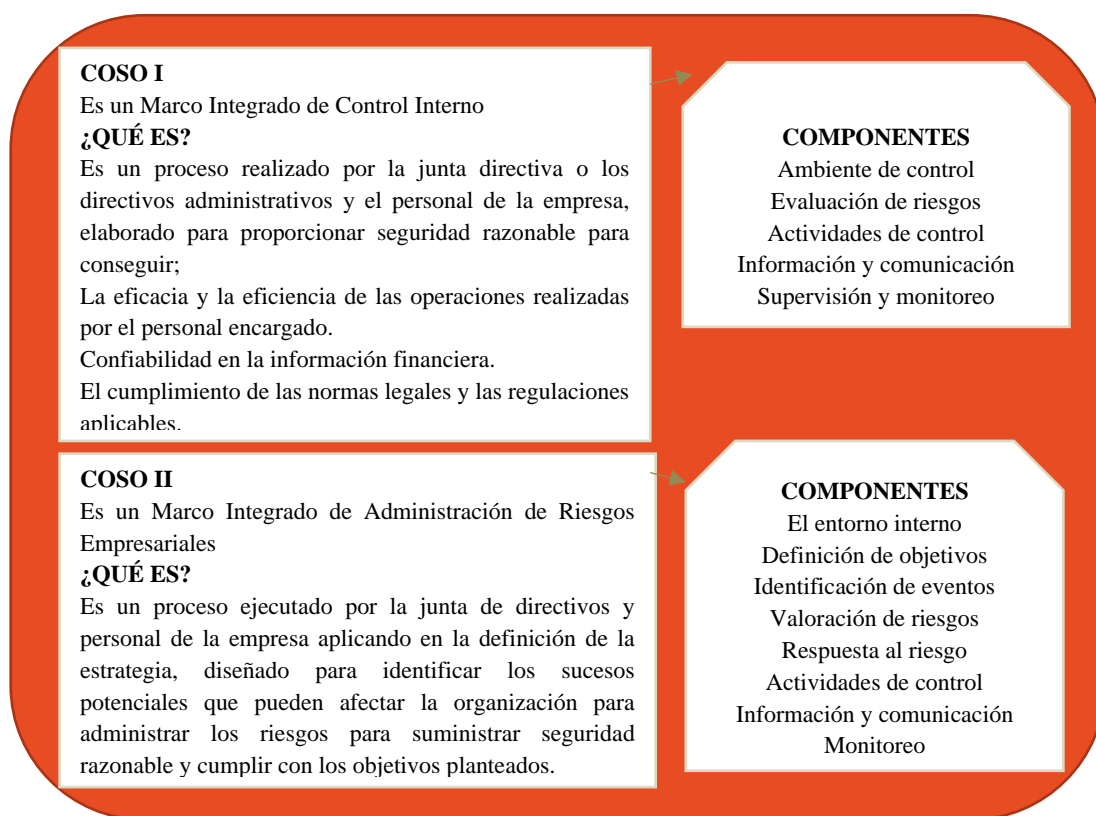 COSO I
Es un Marco Integrado de Control Interno
¿QUÉ ES?
Es un proceso realizado por la junta directiva o los
directivos administrativos y el personal de la empresa,
elaborado para proporcionar seguridad razonable para
conseguir;
La eficacia y la eficiencia de las operaciones realizadas
por el personal encargado.
Confiabilidad en la información financiera.
El cumplimiento de las normas legales y las regulaciones
aplicables.
COMPONENTES
Ambiente de control
Evaluación de riesgos
Actividades de control
Información y comunicación
Supervisión y monitoreo
COSO II
Es un Marco Integrado de Administración de Riesgos
Empresariales
¿QUÉ ES?
Es un proceso ejecutado por la junta de directivos y
personal de la empresa aplicando en la definición de la
estrategia, diseñado para identificar los sucesos
potenciales que pueden afectar la organización para
administrar los riesgos para suministrar seguridad
razonable y cumplir con los objetivos planteados.
COMPONENTES
El entorno interno
Definición de objetivos
Identificación de eventos
Valoración de riesgos
Respuesta al riesgo
Actividades de control
Información y comunicación
Monitoreo